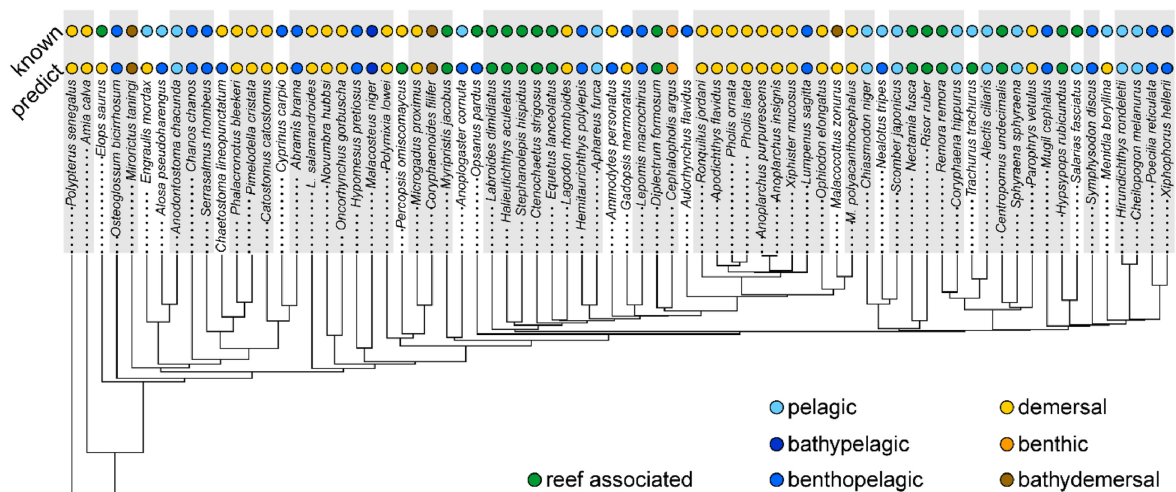 known
predict
Polypterus senegalus
Amia calva
Elops saurus
Osteoglossum bicirrhosum
Mirorictus taningi
Engraulis mordax
Alosa pseudoharengus
Anodontostoma chacunda
Chanos chanos
Serrasalmus rhombeus
Chaetostoma lineopunctatum
Phalacronotus bleekeri
Pimelodella cristata
Catostomus catostomus
Cyprinus carpio
Abramis brama
L. salamandroides
Novumbra hubbsi
Oncorhynchus gorbuscha
Hypomesus pretiosus
Malacosteus niger
Polymixia lowei
Percopsis omiscomaycus
Microgadus proximus
Coryphaenoides filifer
Myripristis jacobus
Anoplogaster cornuta
Opsanus pardus
Labroides dimidiatus
Halieutichthys aculeatus
Stephanolepis hispidus
Ctenochaetus strigosus
Equetus lanceolatus
Lagodon rhomboides
Hemitaurichthys polylepis
Aphareus furca
Ammodytes personatus
Gadopsis marmoratus
Lepomis macrochirus
Diplectrum formosum
Cephalopholis argus
Aulorhynchus flavidus
Ronquilus jordani
Apodichthys flavidus
Pholis ornata
Pholis laeta
Anoplarchus purpurescens
Anoplarchus insignis
Xiphister mucosus
Lumpenus sagitta
Ophiodon elongatus
Malacocottus zonurus
M. polyacanthocephalus
Chiasmodon niger
Nealotus tripes
Scomber japonicus
Nectamia fusca
Risor ruber
Remora remora
Coryphaena hippurus
Trachurus trachurus
Alectis ciliaris
Centropomus undecimalis
Sphyraena sphyraena
Parophrys vetulus
Mugil cephalus
Hypsypops rubicundus
Salarias fasciatus
Symphysodon discus
Menidia beryllina
Hirundichthys rondeletii
Cheilopogon melanurus
Poecilia reticulata
Xiphophorus hellerii
pelagic
demersal
bathypelagic
benthic
reef associated
benthopelagic
bathydemersal